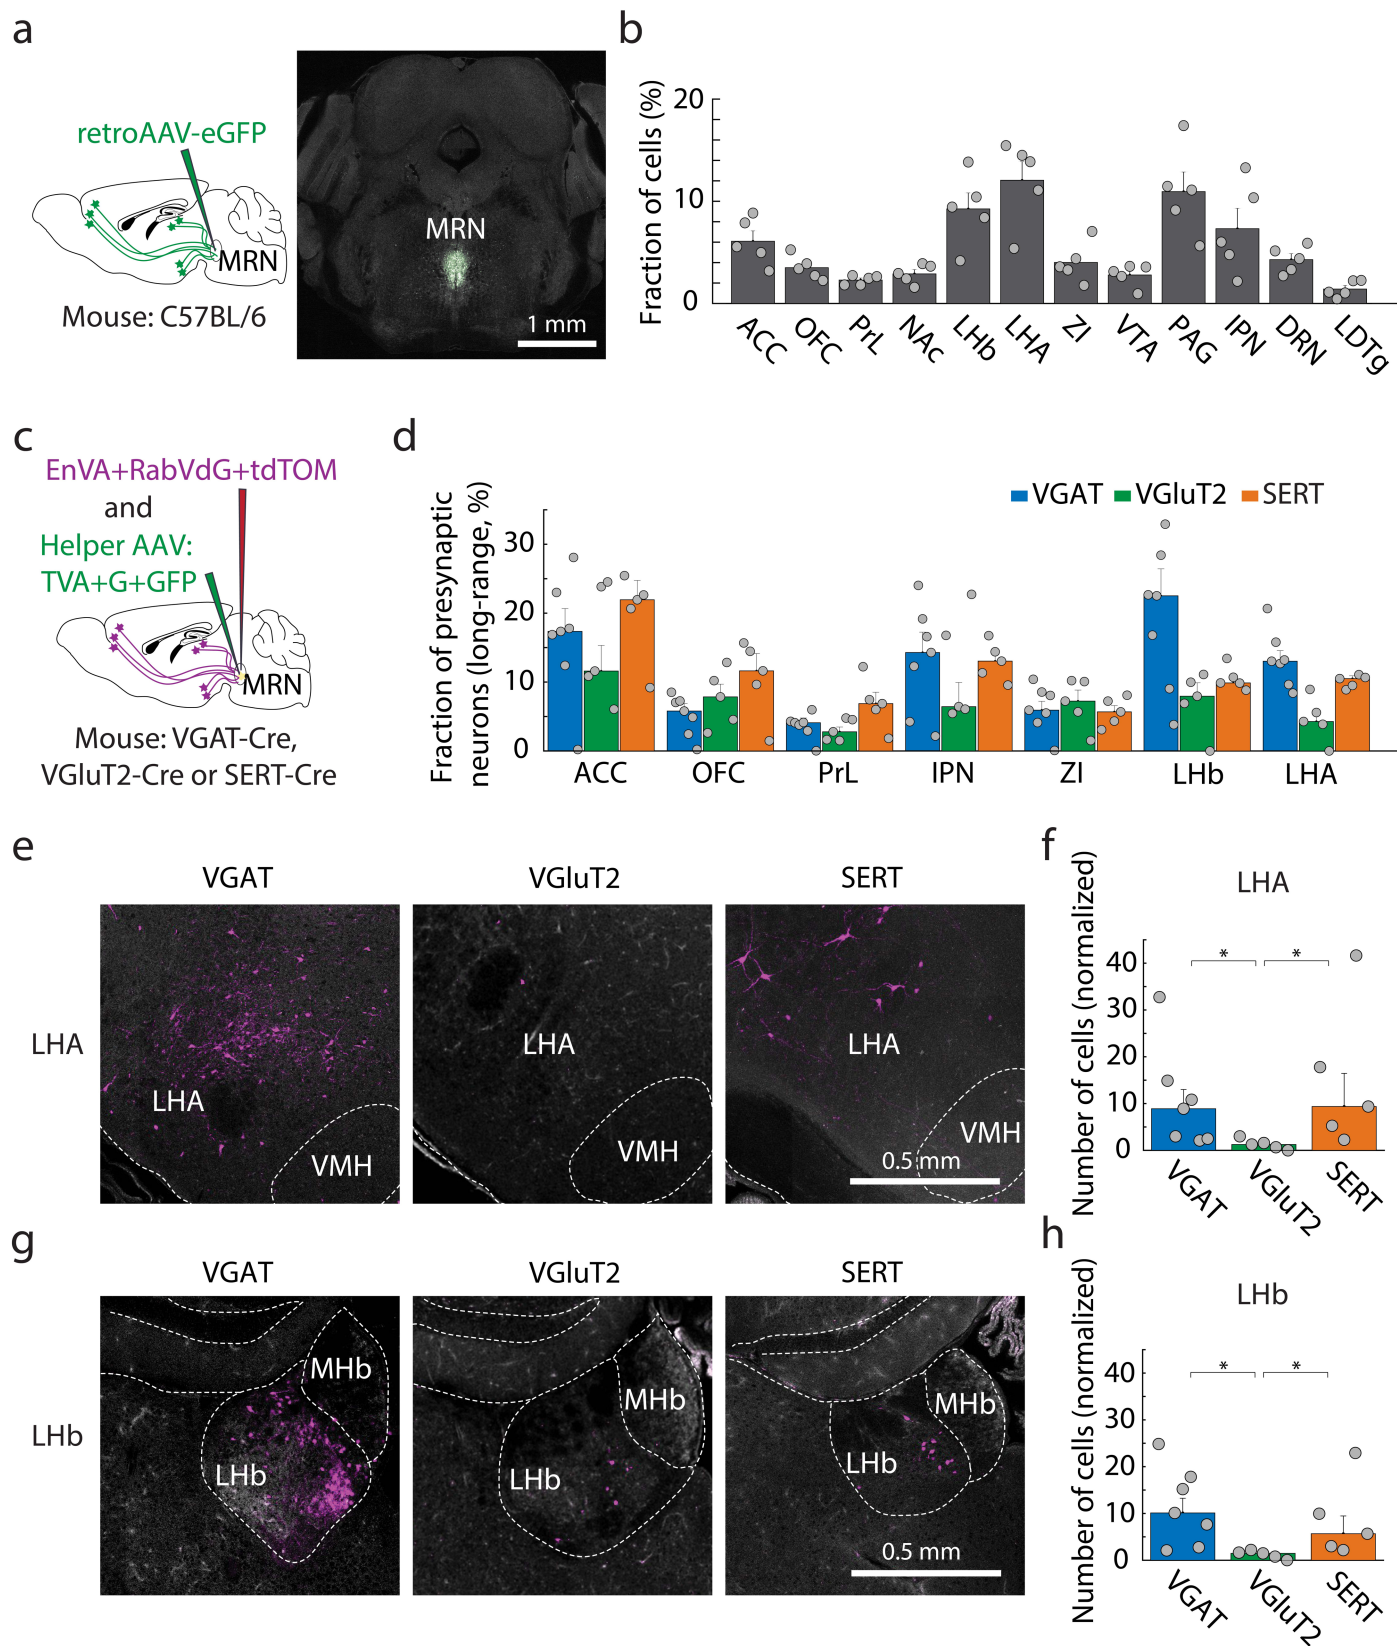 a
retroAAV-eGFP
MRN
Mouse: C57BL/6
MRN
1 mm
b
Fraction of cells (%)
20
10
0
ACC
OFC
PrL
NAc
LHb
LHA
ZI
VTA
PAG
IPN
DRN
LDTg
c
EnVA+RabVdG+tdTOM
and
Helper AAV:
TVA+G+GFP
MRN
Mouse: VGAT-Cre,
VGluT2-Cre or SERT-Cre
d
Fraction of presynaptic
neurons (long-range, %)
VGAT VGluT2 SERT
30
20
10
0
ACC OFC PrL IPN ZI LHb LHA
e
VGAT VGluT2 SERT
LHA
LHA
VMH
LHA
VMH
LHA
VMH
0.5 mm
f
LHA
Number of cells (normalized)
40
30
20
10
0
* *
VGAT
VGluT2
SERT
g
VGAT VGluT2 SERT
LHb
MHb
LHb
MHb
LHb
MHb
LHb
0.5 mm
h
LHb
Number of cells (normalized)
40
30
20
10
0
* *
VGAT
VGluT2
SERT